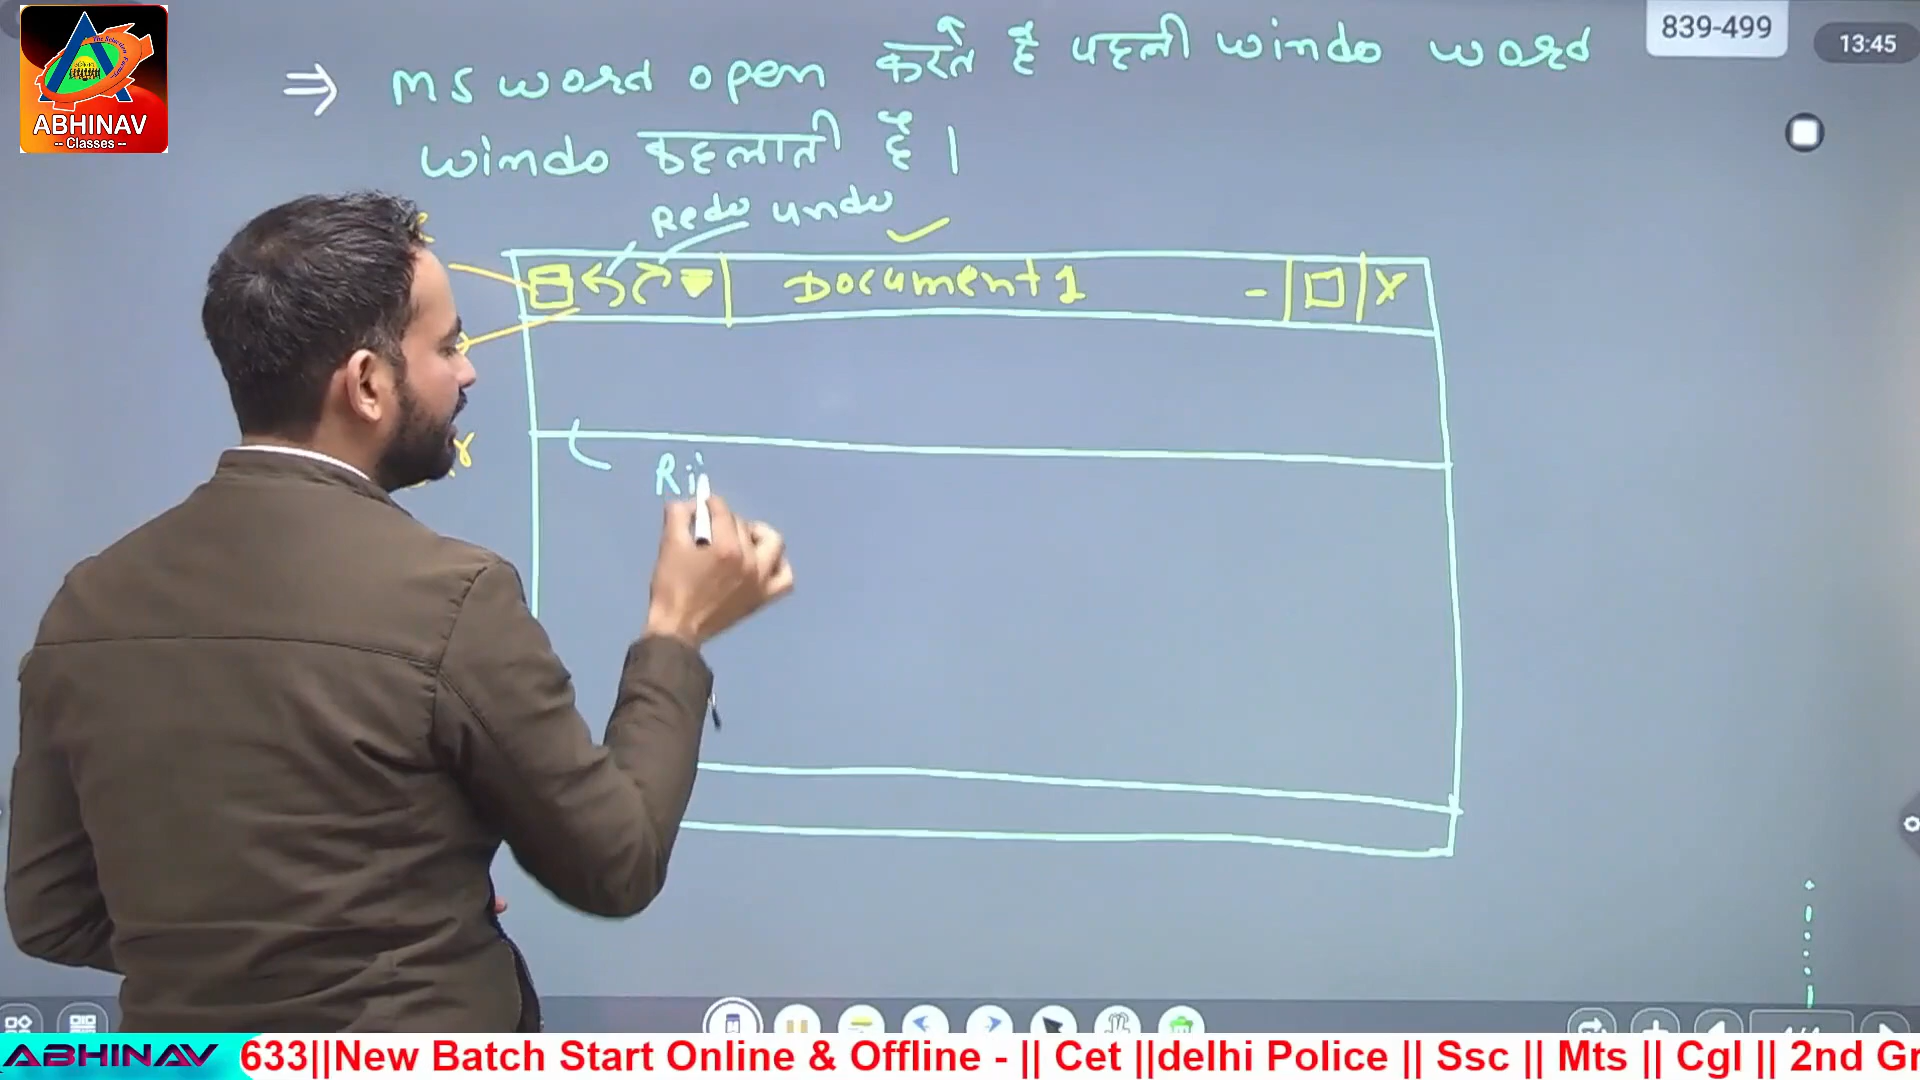 839-499
13:45
⇒ MS word open करते है पहली windo word
windo कहलाती है।
Redo undo
Document 1
- X
Ri
ABHINAV
-- Classes --
ABHINAV 633||New Batch Start Online & Offline - || Cet ||delhi Police || Ssc || Mts || Cgl || 2nd Gr